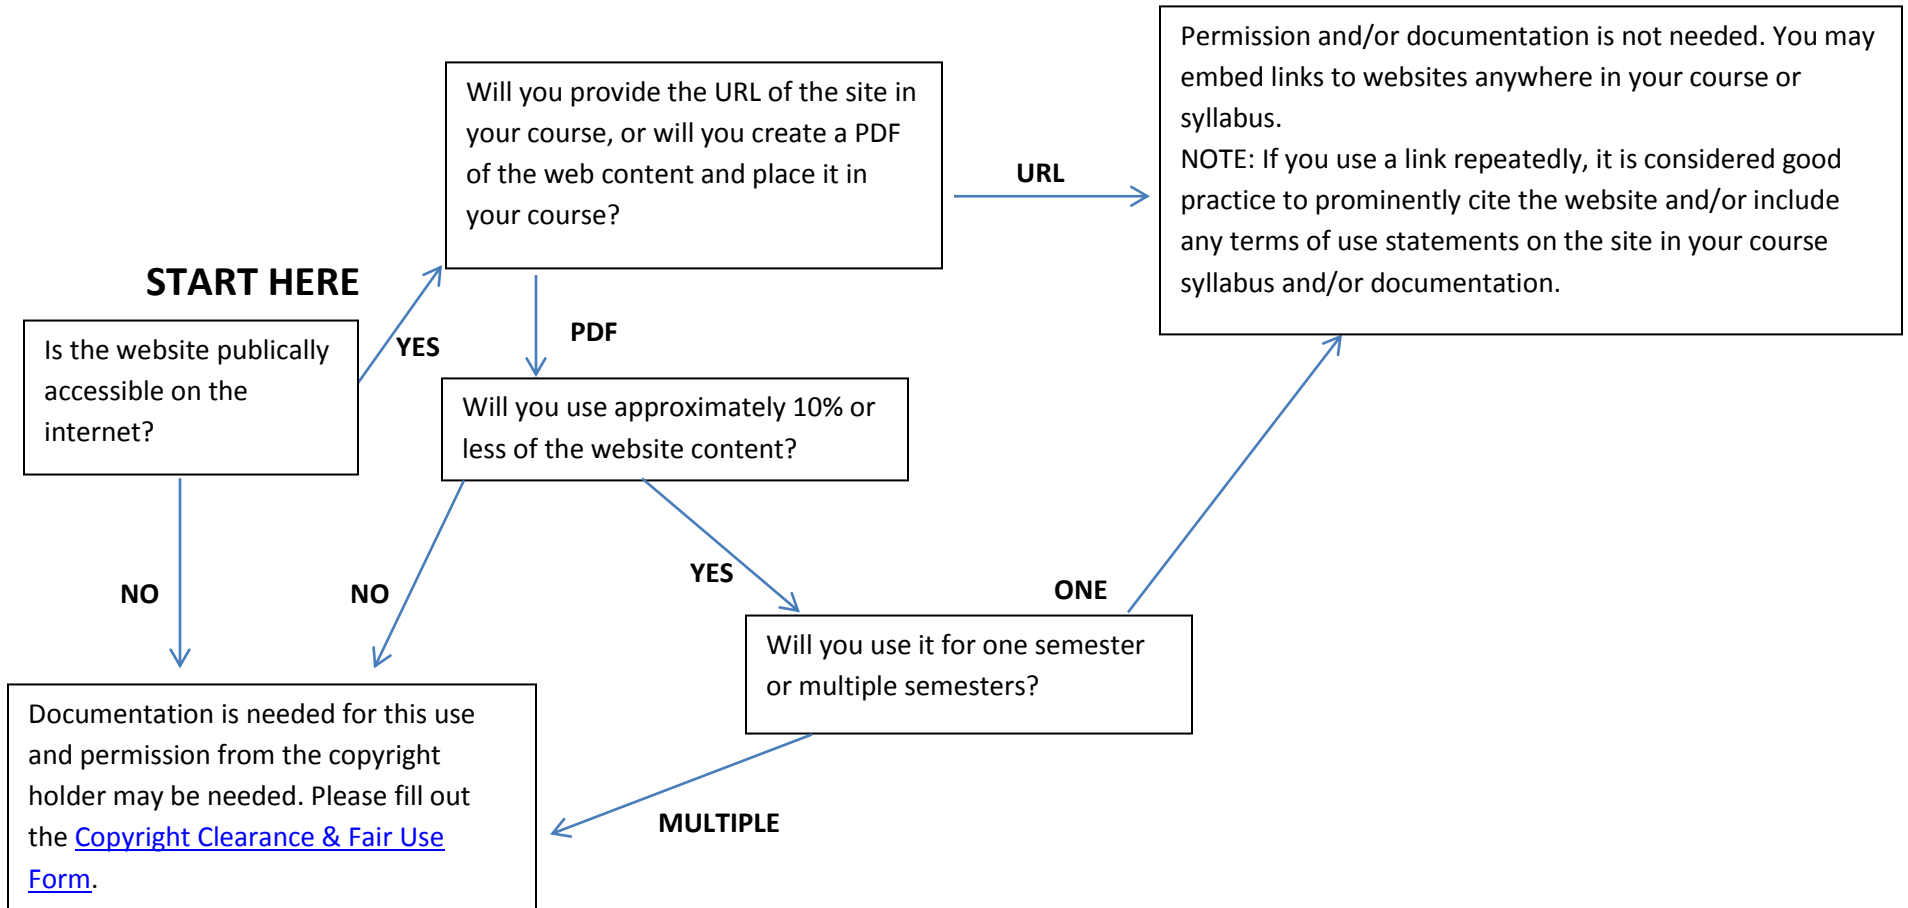 START HERE
Is the website publically
accessible on the
internet?
YES
NO
Will you provide the URL of the site in
your course, or will you create a PDF
of the web content and place it in
your course?
URL
PDF
Permission and/or documentation is not needed. You may
embed links to websites anywhere in your course or
syllabus.
NOTE: If you use a link repeatedly, it is considered good
practice to prominently cite the website and/or include
any terms of use statements on the site in your course
syllabus and/or documentation.
Will you use approximately 10% or
less of the website content?
NO
YES
Will you use it for one semester
or multiple semesters?
ONE
MULTIPLE
Documentation is needed for this use
and permission from the copyright
holder may be needed. Please fill out
the Copyright Clearance & Fair Use
Form.